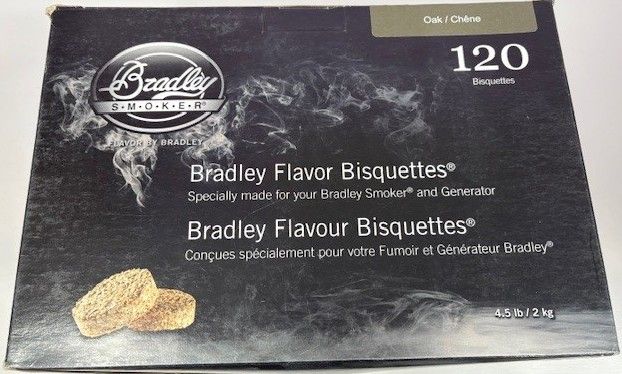 Oak / Chêne
120
Bisquettes
Bradley
S•M•O•K•E•R®
FLAVOR BY BRADLEY
Bradley Flavor Bisquettes®
Specially made for your Bradley Smoker® and Generator
Bradley Flavour Bisquettes®
Conçues spécialement pour votre Fumoir et Générateur Bradley®
4.5 lb / 2 kg